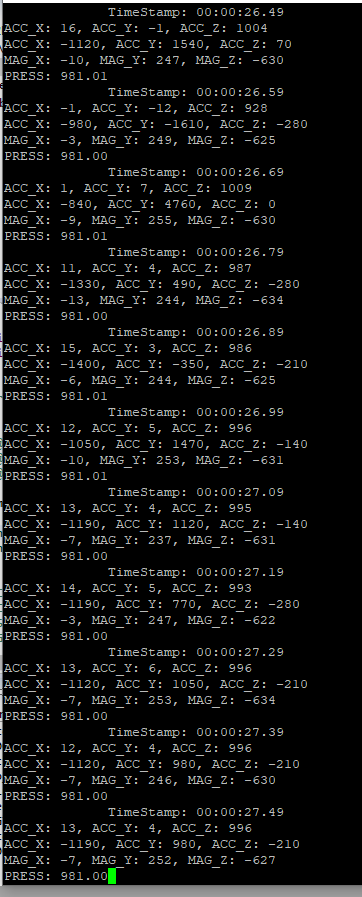 TimeStamp: 00:00:26.49
ACC_X: 16, ACC_Y: -1, ACC_Z: 1004
ACC_X: -1120, ACC_Y: 1540, ACC_Z: 70
MAG_X: -10, MAG_Y: 247, MAG_Z: -630
PRESS: 981.01
TimeStamp: 00:00:26.59
ACC_X: -1, ACC_Y: -12, ACC_Z: 928
ACC_X: -980, ACC_Y: -1610, ACC_Z: -280
MAG_X: -3, MAG_Y: 249, MAG_Z: -625
PRESS: 981.00
TimeStamp: 00:00:26.69
ACC_X: 1, ACC_Y: 7, ACC_Z: 1009
ACC_X: -840, ACC_Y: 4760, ACC_Z: 0
MAG_X: -9, MAG_Y: 255, MAG_Z: -630
PRESS: 981.01
TimeStamp: 00:00:26.79
ACC_X: 11, ACC_Y: 4, ACC_Z: 987
ACC_X: -1330, ACC_Y: 490, ACC_Z: -280
MAG_X: -13, MAG_Y: 244, MAG_Z: -634
PRESS: 981.00
TimeStamp: 00:00:26.89
ACC_X: 15, ACC_Y: 3, ACC_Z: 986
ACC_X: -1400, ACC_Y: -350, ACC_Z: -210
MAG_X: -6, MAG_Y: 244, MAG_Z: -625
PRESS: 981.01
TimeStamp: 00:00:26.99
ACC_X: 12, ACC_Y: 5, ACC_Z: 996
ACC_X: -1050, ACC_Y: 1470, ACC_Z: -140
MAG_X: -10, MAG_Y: 253, MAG_Z: -631
PRESS: 981.01
TimeStamp: 00:00:27.09
ACC_X: 13, ACC_Y: 4, ACC_Z: 995
ACC_X: -1190, ACC_Y: 1120, ACC_Z: -140
MAG_X: -7, MAG_Y: 237, MAG_Z: -631
PRESS: 981.00
TimeStamp: 00:00:27.19
ACC_X: 14, ACC_Y: 5, ACC_Z: 993
ACC_X: -1190, ACC_Y: 770, ACC_Z: -280
MAG_X: -3, MAG_Y: 247, MAG_Z: -622
PRESS: 981.00
TimeStamp: 00:00:27.29
ACC_X: 13, ACC_Y: 6, ACC_Z: 996
ACC_X: -1120, ACC_Y: 1050, ACC_Z: -210
MAG_X: -7, MAG_Y: 253, MAG_Z: -634
PRESS: 981.00
TimeStamp: 00:00:27.39
ACC_X: 12, ACC_Y: 4, ACC_Z: 996
ACC_X: -1120, ACC_Y: 980, ACC_Z: -210
MAG_X: -7, MAG_Y: 246, MAG_Z: -630
PRESS: 981.00
TimeStamp: 00:00:27.49
ACC_X: 13, ACC_Y: 4, ACC_Z: 996
ACC_X: -1190, ACC_Y: 980, ACC_Z: -210
MAG_X: -7, MAG_Y: 252, MAG_Z: -627
PRESS: 981.00